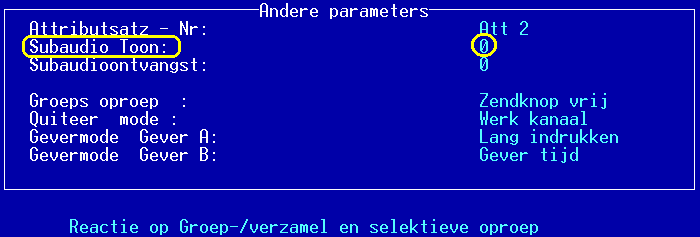 Andere parameters
Attributsatz - Nr: Att 2
Subaudio Toon: 0
Subaudioontvangst: 0
Groeps oproep : Zendknop vrij
Quiteer mode : Werk kanaal
Gevermode Gever A: Lang indrukken
Gevermode Gever B: Gever tijd
Reactie op Groep-/verzamel en selektieve oproep